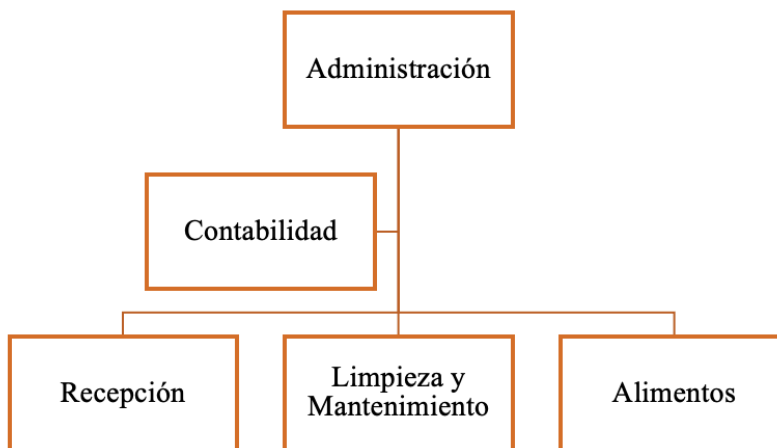 Administración
Contabilidad
Recepción
Limpieza y
Mantenimiento
Alimentos